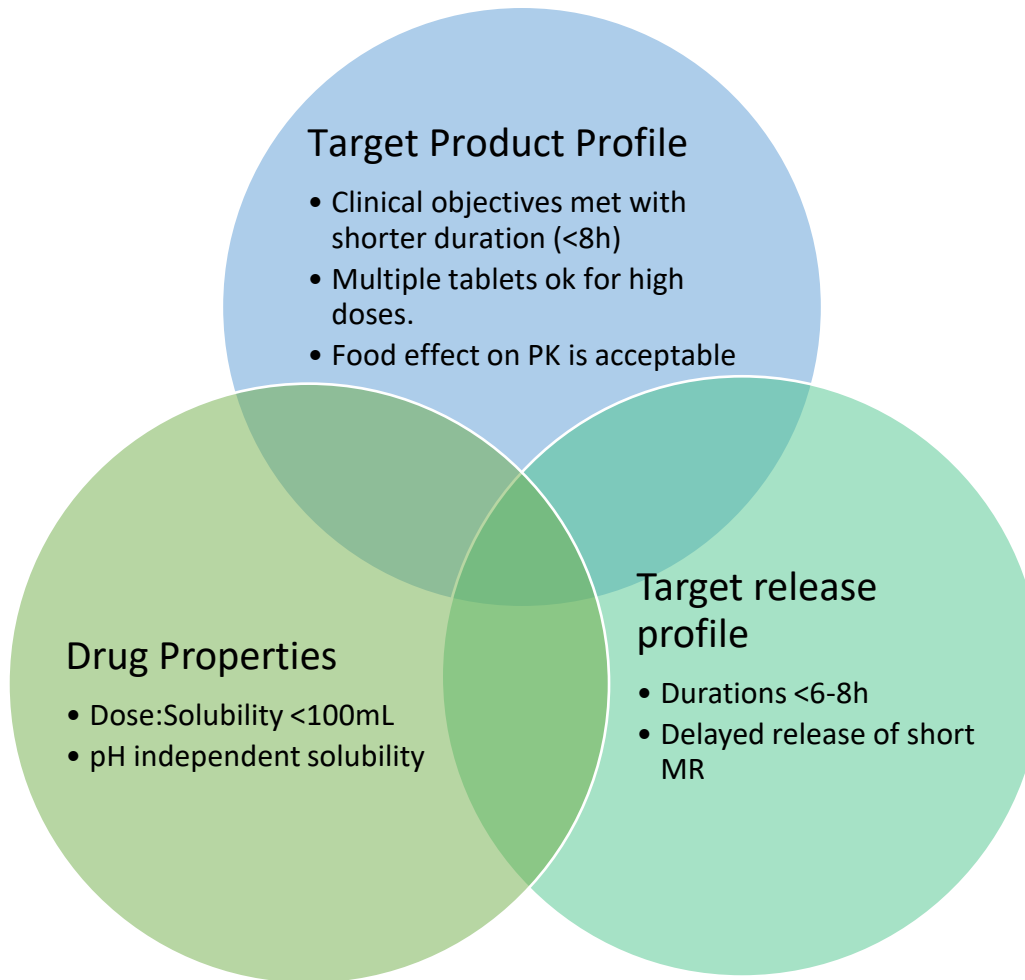 Target Product Profile
• Clinical objectives met with
shorter duration (<8h)
• Multiple tablets ok for high
doses.
• Food effect on PK is acceptable
Drug Properties
• Dose:Solubility <100mL
• pH independent solubility
Target release
profile
• Durations <6-8h
• Delayed release of short
MR